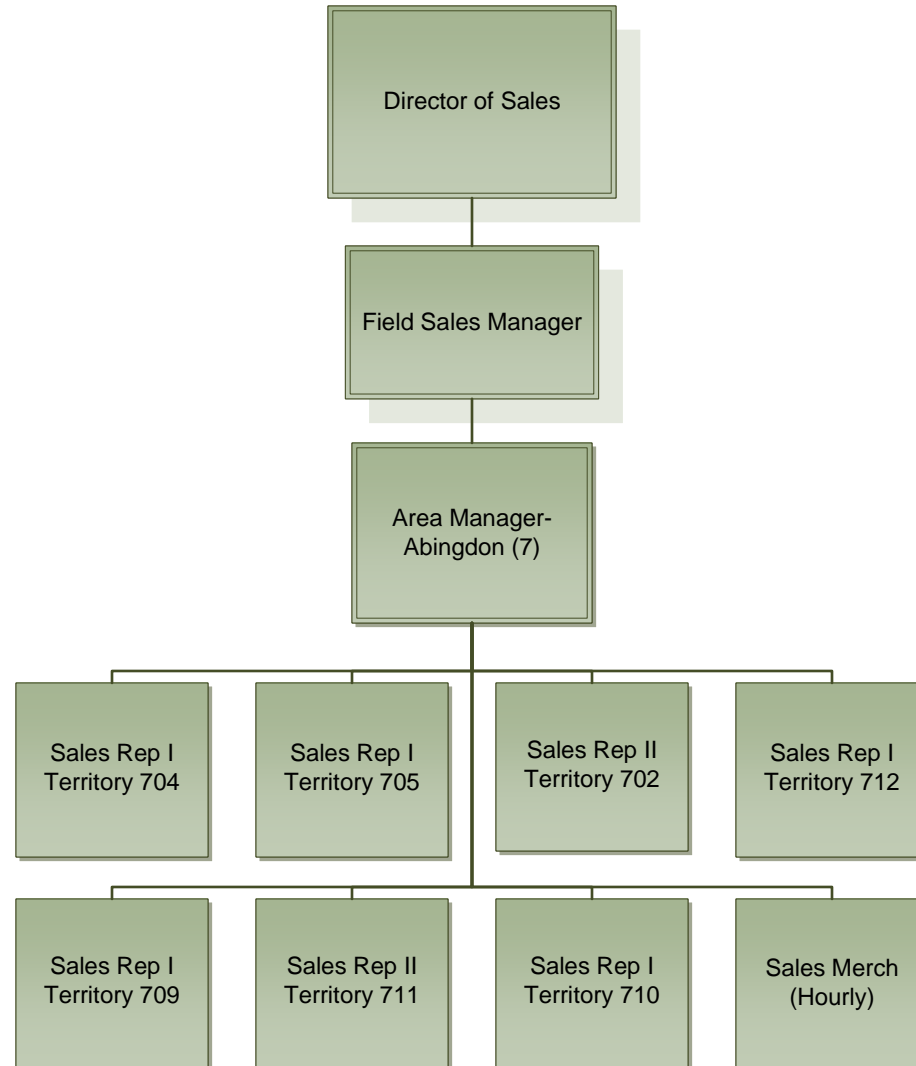 Director of Sales
Field Sales Manager
Area Manager-
Abingdon (7)
Sales Rep I
Territory 704
Sales Rep I
Territory 705
Sales Rep II
Territory 702
Sales Rep I
Territory 712
Sales Rep I
Territory 709
Sales Rep II
Territory 711
Sales Rep I
Territory 710
Sales Merch
(Hourly)